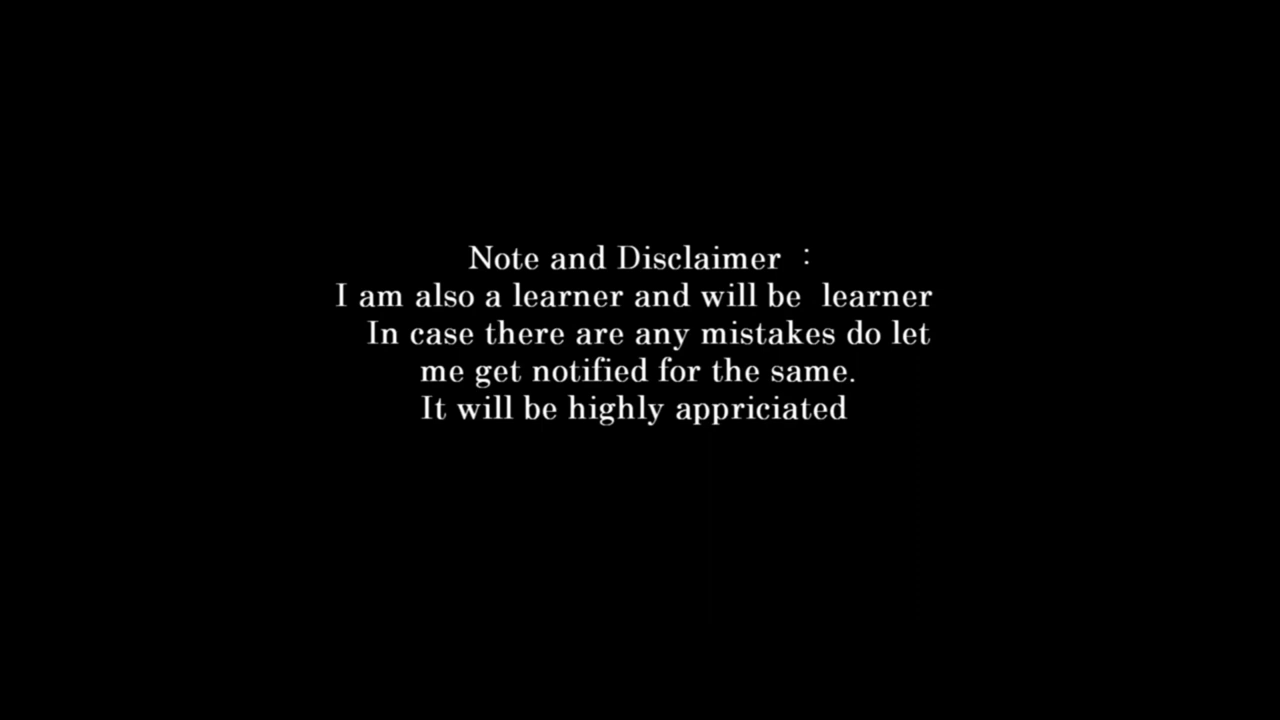 Note and Disclaimer :
I am also a learner and will be learner
In case there are any mistakes do let
me get notified for the same.
It will be highly appriciated